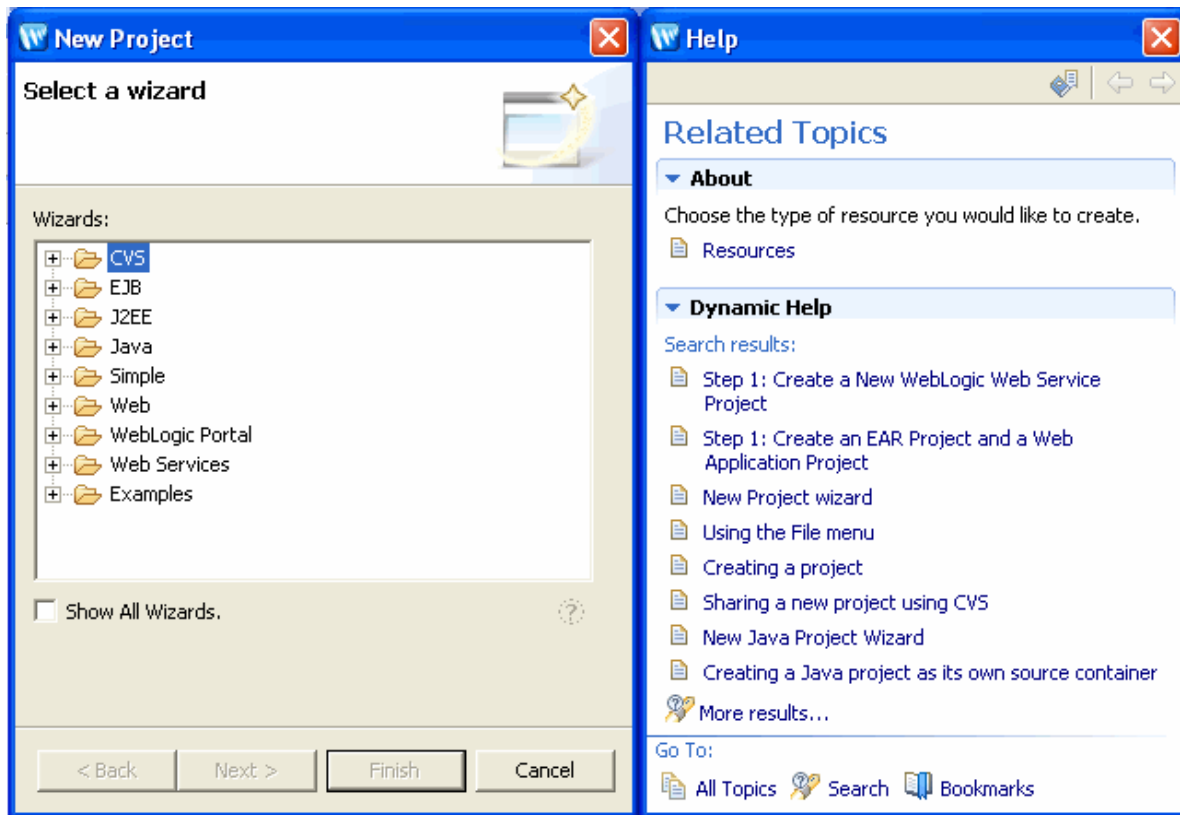 New Project
Select a wizard
Wizards:
CVS
EJB
J2EE
Java
Simple
Web
WebLogic Portal
Web Services
Examples
Show All Wizards.
< Back
Next >
Finish
Cancel
Help
Related Topics
About
Choose the type of resource you would like to create.
Resources
Dynamic Help
Search results:
Step 1: Create a New WebLogic Web Service
Project
Step 1: Create an EAR Project and a Web
Application Project
New Project wizard
Using the File menu
Creating a project
Sharing a new project using CVS
New Java Project Wizard
Creating a Java project as its own source container
More results...
Go To:
All Topics
Search
Bookmarks